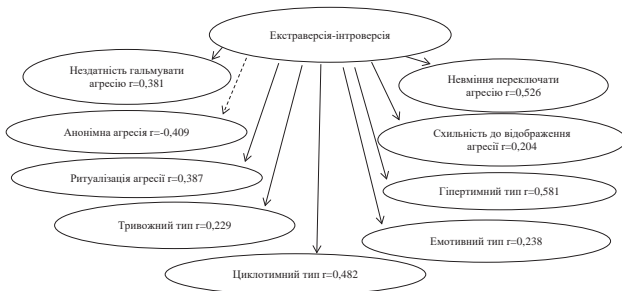 Екстраверсія-інтроверсія
Нездатність гальмувати
агресію r=0,381
Невміння переключати
агресію r=0,526
Анонімна агресія r=-0,409
Схильність до відображення
агресії r=0,204
Ритуалізація агресії r=0,387
Гіпертимний тип r=0,581
Тривожний тип r=0,229
Емотивний тип r=0,238
Циклотимний тип r=0,482